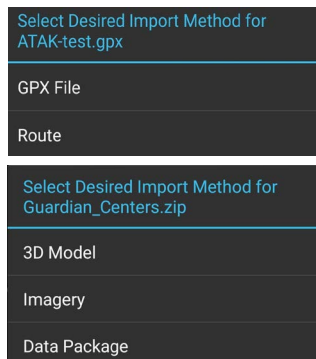 Select Desired Import Method for
ATAK-test.gpx
GPX File
Route
Select Desired Import Method for
Guardian_Centers.zip
3D Model
Imagery
Data Package